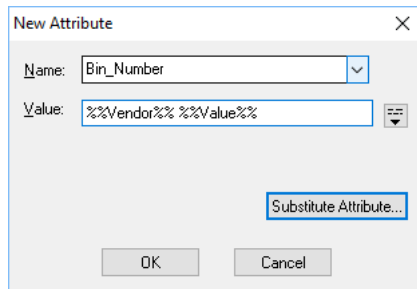 New Attribute
Name: Bin_Number
Value: %%Vendor%% %%Value%%
Substitute Attribute...
OK Cancel